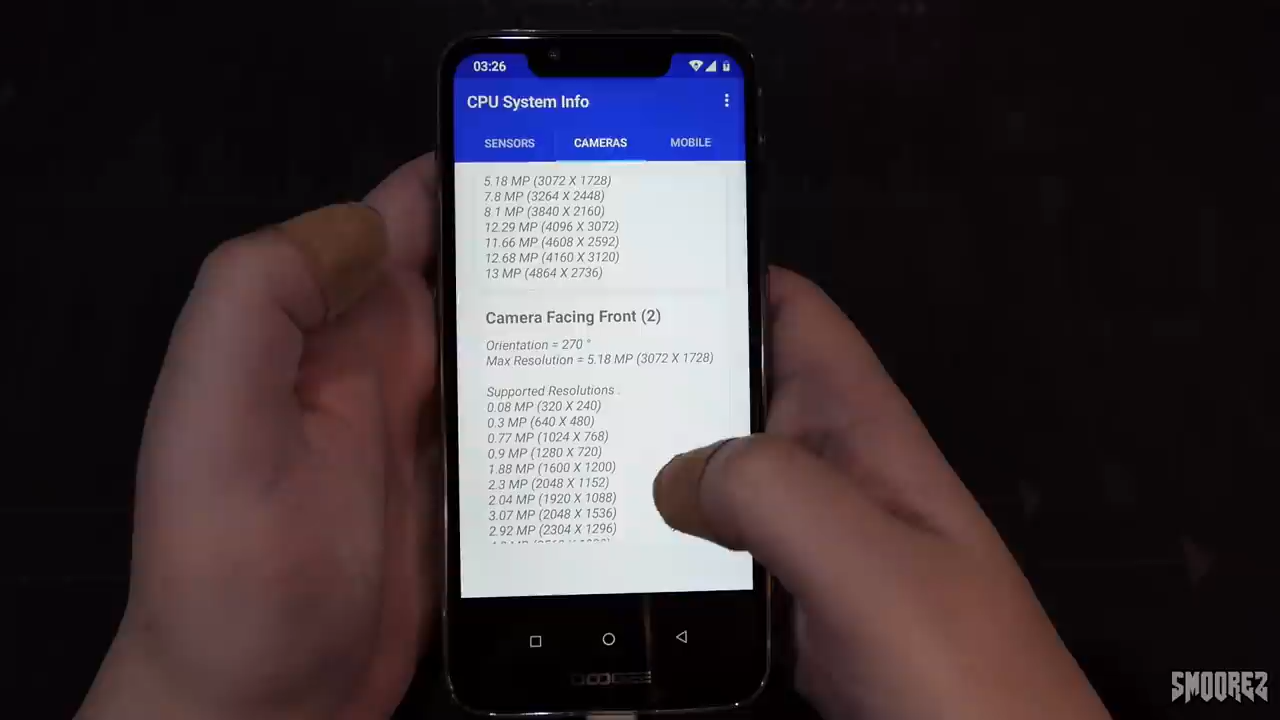 03:26
CPU System Info
SENSORS CAMERAS MOBILE
5.18 MP (3072 X 1728)
7.8 MP (3264 X 2448)
8.1 MP (3840 X 2160)
12.29 MP (4096 X 3072)
11.66 MP (4608 X 2592)
12.68 MP (4160 X 3120)
13 MP (4864 X 2736)
Camera Facing Front (2)
Orientation = 270 °
Max Resolution = 5.18 MP (3072 X 1728)
Supported Resolutions .
0.08 MP (320 X 240)
0.3 MP (640 X 480)
0.77 MP (1024 X 768)
0.9 MP (1280 X 720)
1.88 MP (1600 X 1200)
2.3 MP (2048 X 1152)
2.04 MP (1920 X 1088)
3.07 MP (2048 X 1536)
2.92 MP (2304 X 1296)
DOOGEE
SMOOREZ